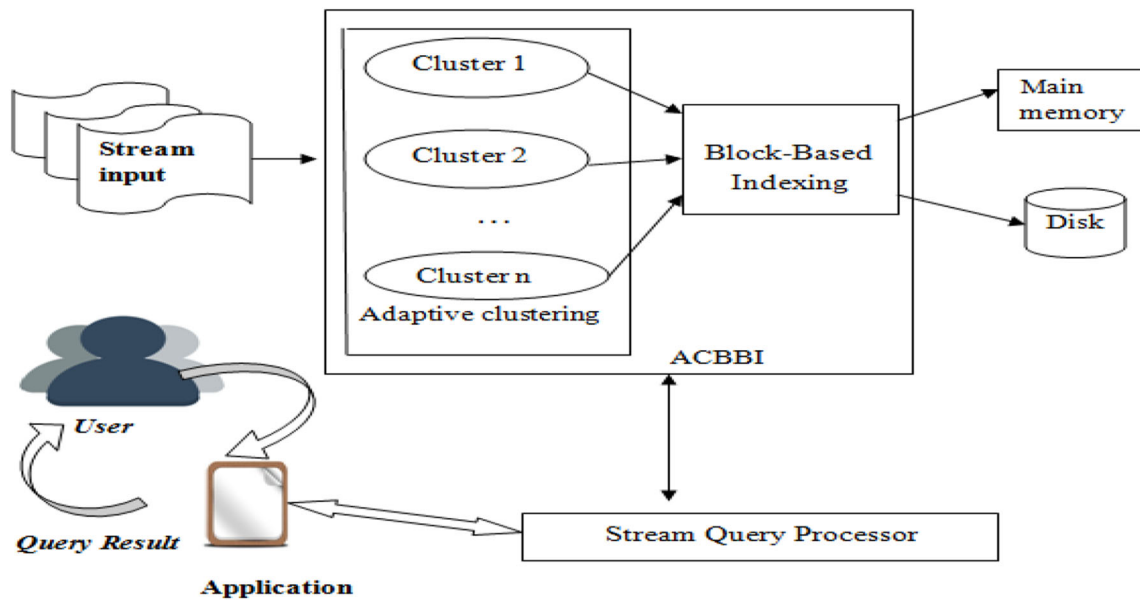 Stream
input
Cluster 1
Cluster 2
...
Cluster n
Adaptive clustering
Block-Based
Indexing
ACBBI
Main
memory
Disk
User
Query Result
Application
Stream Query Processor